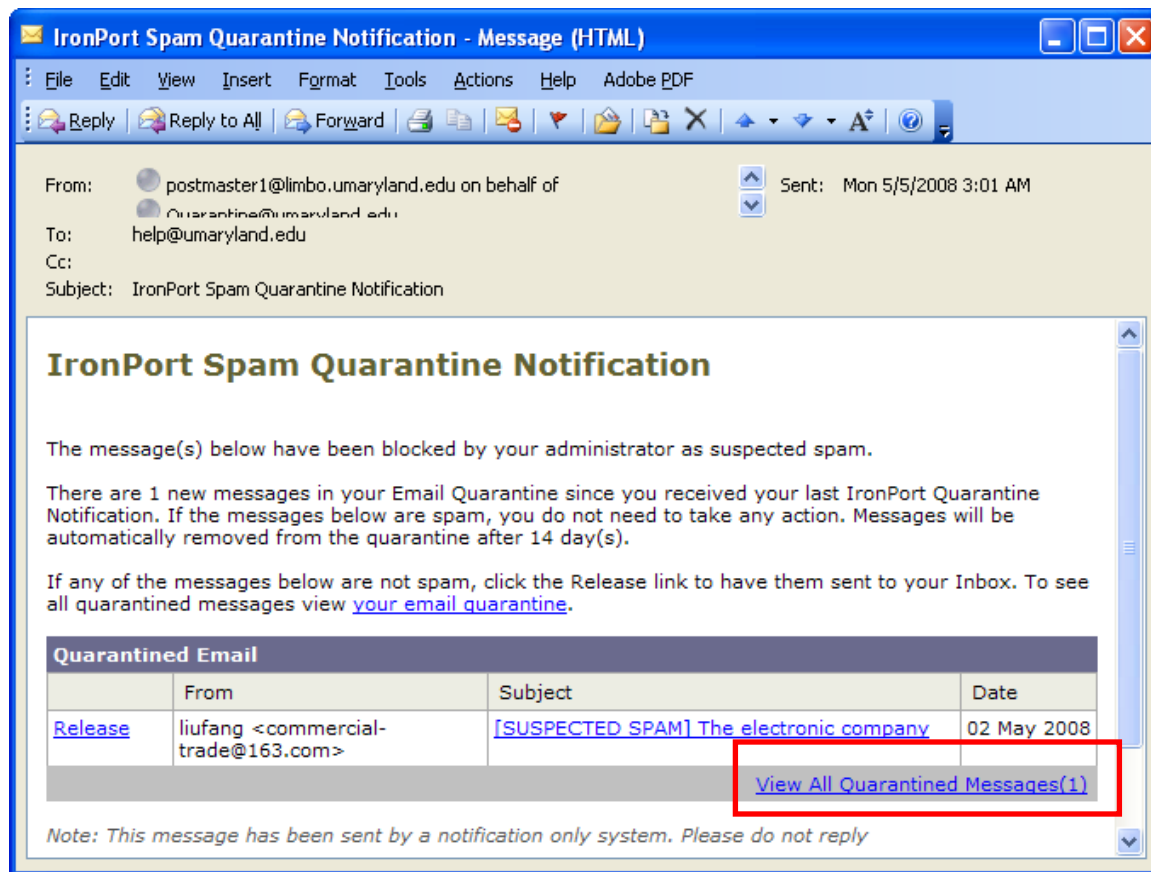 IronPort Spam Quarantine Notification - Message (HTML)
File Edit View Insert Format Tools Actions Help Adobe PDF
Reply Reply to All Forward
From: postmaster1@limbo.umaryland.edu on behalf of Sent: Mon 5/5/2008 3:01 AM
Quarantine@umaryland.edu
To: help@umaryland.edu
Cc:
Subject: IronPort Spam Quarantine Notification
IronPort Spam Quarantine Notification
The message(s) below have been blocked by your administrator as suspected spam.
There are 1 new messages in your Email Quarantine since you received your last IronPort Quarantine
Notification. If the messages below are spam, you do not need to take any action. Messages will be
automatically removed from the quarantine after 14 day(s).
If any of the messages below are not spam, click the Release link to have them sent to your Inbox. To see
all quarantined messages view your email quarantine.
Quarantined Email
From Subject Date
Release liufang <commercial- [SUSPECTED SPAM] The electronic company 02 May 2008
trade@163.com>
View All Quarantined Messages(1)
Note: This message has been sent by a notification only system. Please do not reply